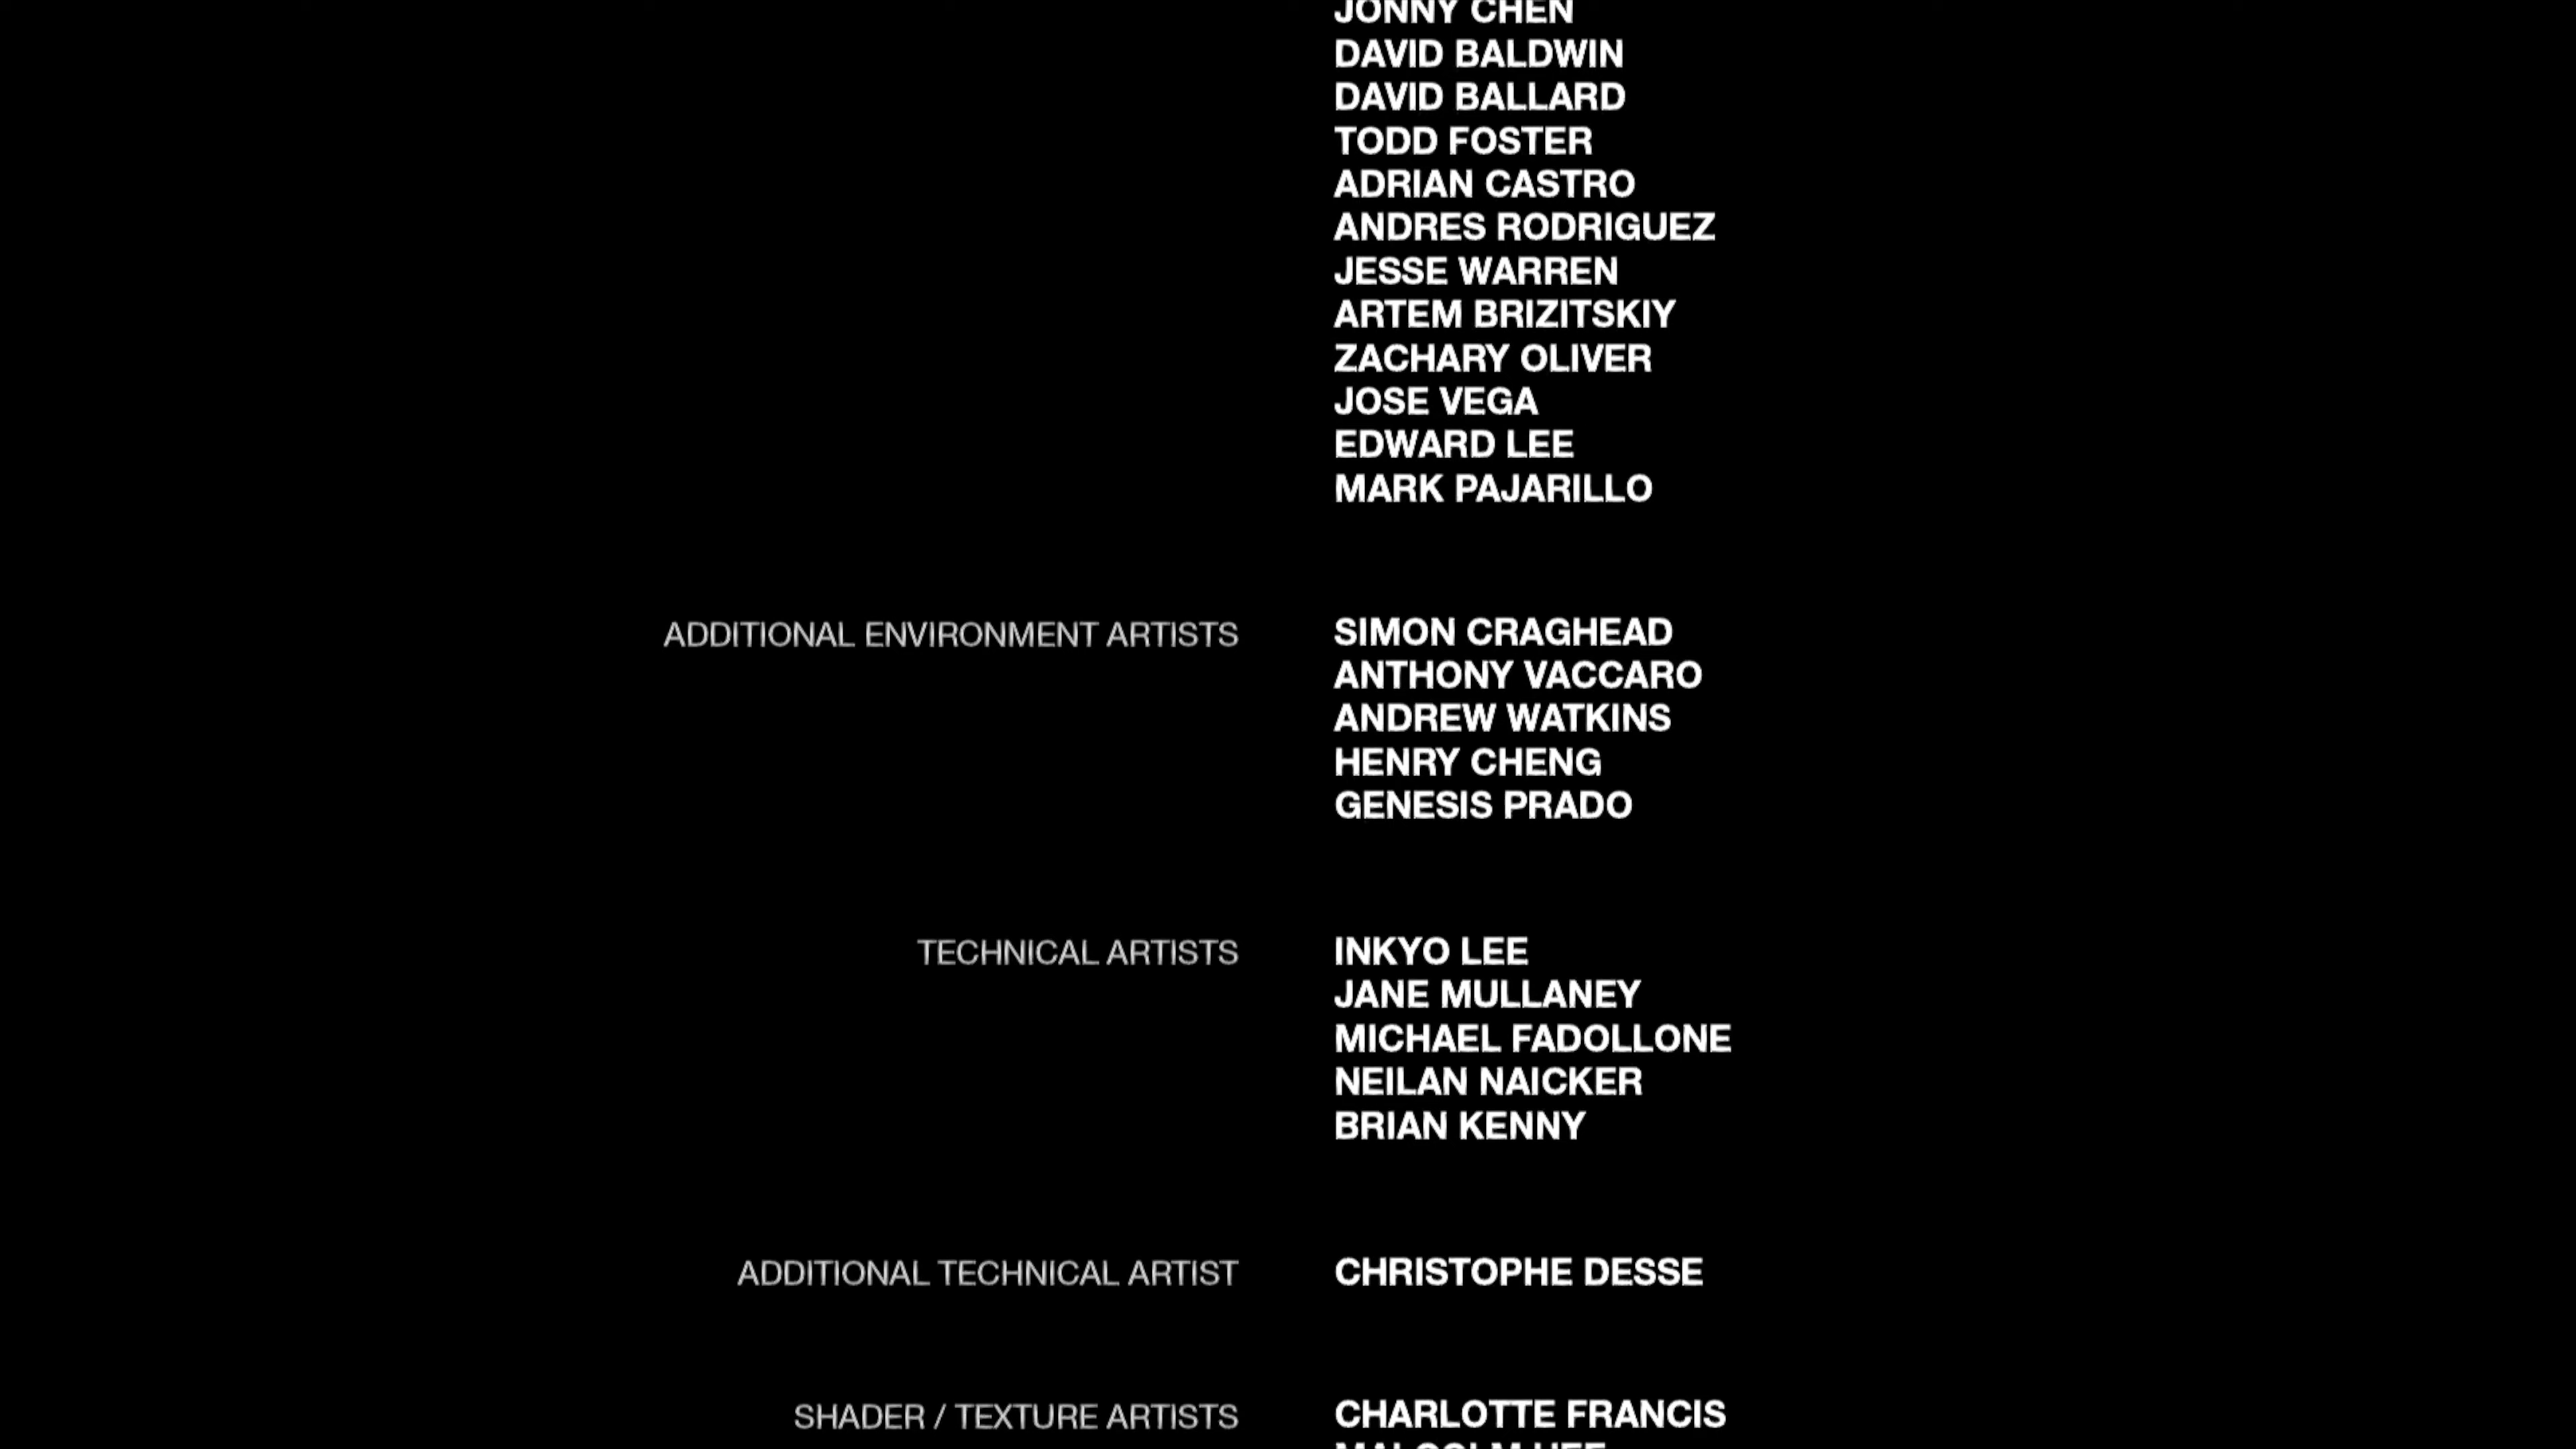 JONNY CHEN
DAVID BALDWIN
DAVID BALLARD
TODD FOSTER
ADRIAN CASTRO
ANDRES RODRIGUEZ
JESSE WARREN
ARTEM BRIZITSKIY
ZACHARY OLIVER
JOSE VEGA
EDWARD LEE
MARK PAJARILLO
ADDITIONAL ENVIRONMENT ARTISTS SIMON CRAGHEAD
ANTHONY VACCARO
ANDREW WATKINS
HENRY CHENG
GENESIS PRADO
TECHNICAL ARTISTS INKYO LEE
JANE MULLANEY
MICHAEL FADOLLONE
NEILAN NAICKER
BRIAN KENNY
ADDITIONAL TECHNICAL ARTIST CHRISTOPHE DESSE
SHADER / TEXTURE ARTISTS CHARLOTTE FRANCIS